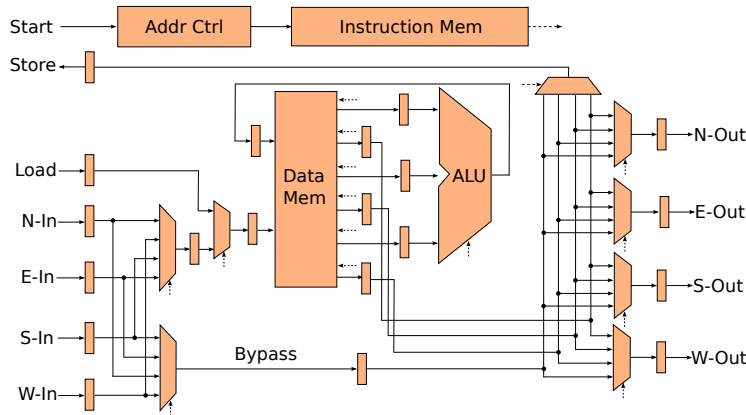 Start
Addr Ctrl
Instruction Mem
Store
Load
N-In
E-In
S-In
W-In
Data
Mem
ALU
Bypass
N-Out
E-Out
S-Out
W-Out